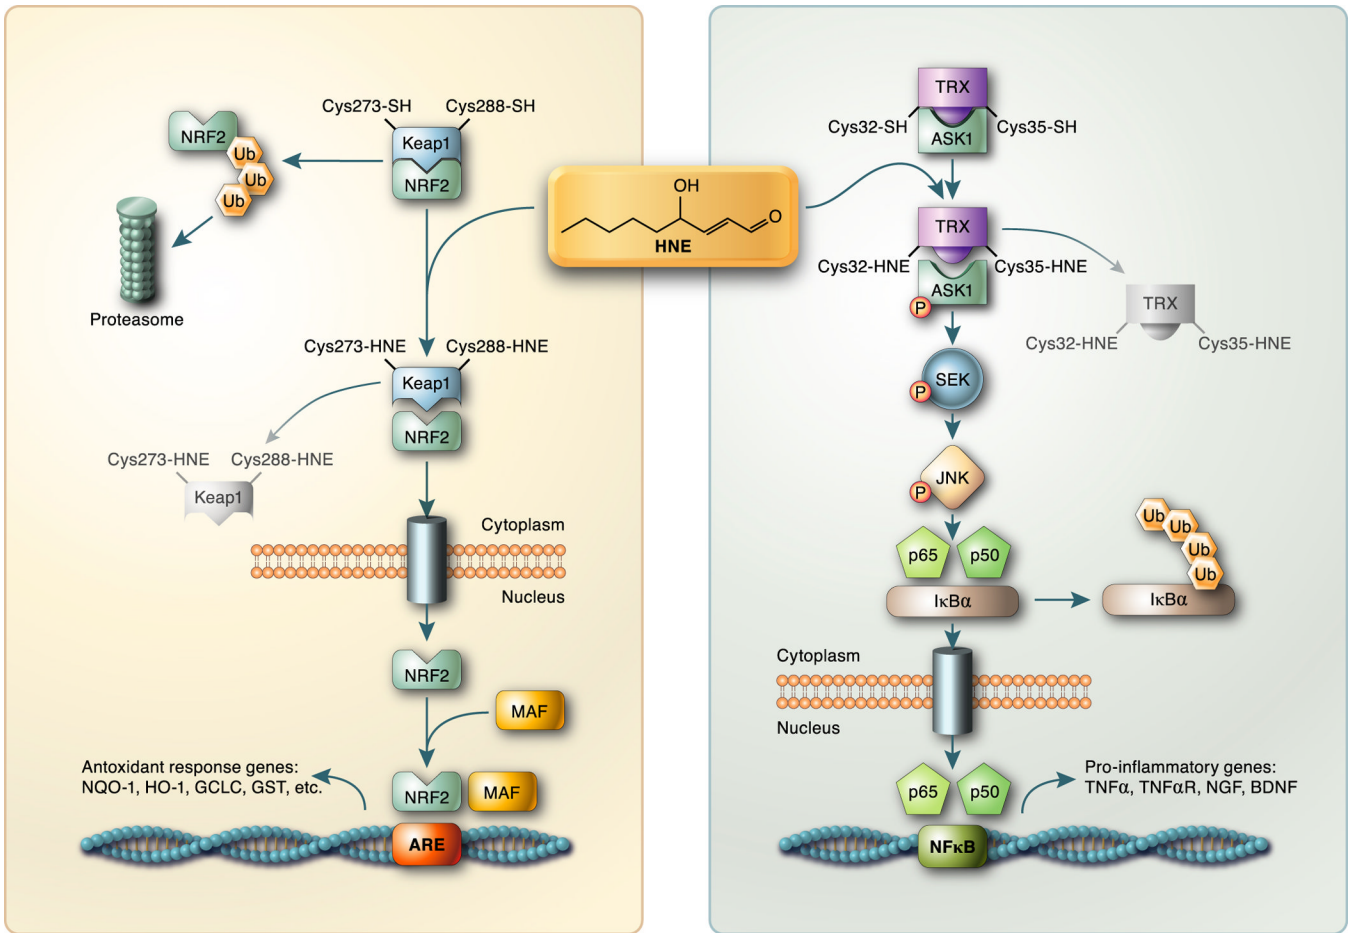 Cys273-SH Cys288-SH
Keap1
NRF2
NRF2
Ub
Ub
Ub
Proteasome
OH
O
HNE
Cys273-HNE Cys288-HNE
Keap1
NRF2
Cys273-HNE Cys288-HNE
Keap1
Cytoplasm
Nucleus
NRF2
MAF
Antoxidant response genes:
NQO-1, HO-1, GCLC, GST, etc.
NRF2 MAF
ARE
TRX
Cys32-SH Cys35-SH
ASK1
TRX
Cys32-HNE Cys35-HNE
ASK1
P
TRX
Cys32-HNE Cys35-HNE
SEK
P
JNK
P
p65 p50
IκBα
Ub
Ub
Ub
Ub
IκBα
Cytoplasm
Nucleus
p65 p50
Pro-inflammatory genes:
TNFα, TNFαR, NGF, BDNF
NFκB